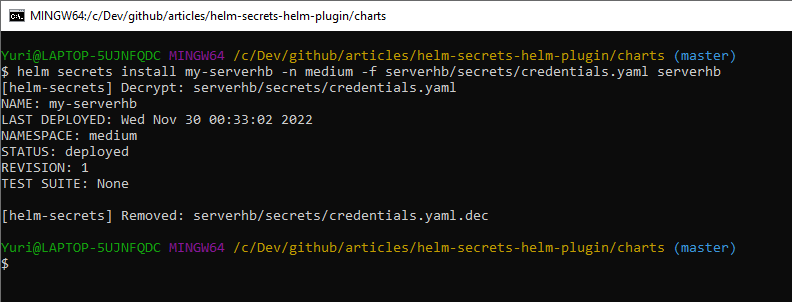 MINGW64:/c/Dev/github/articles/helm-secrets-helm-plugin/charts
Yuri@LAPTOP-5UJNFQDC MINGW64 /c/Dev/github/articles/helm-secrets-helm-plugin/charts (master)
$ helm secrets install my-serverhb -n medium -f serverhb/secrets/credentials.yaml serverhb
[helm-secrets] Decrypt: serverhb/secrets/credentials.yaml
NAME: my-serverhb
LAST DEPLOYED: Wed Nov 30 00:33:02 2022
NAMESPACE: medium
STATUS: deployed
REVISION: 1
TEST SUITE: None
[helm-secrets] Removed: serverhb/secrets/credentials.yaml.dec
Yuri@LAPTOP-5UJNFQDC MINGW64 /c/Dev/github/articles/helm-secrets-helm-plugin/charts (master)
$